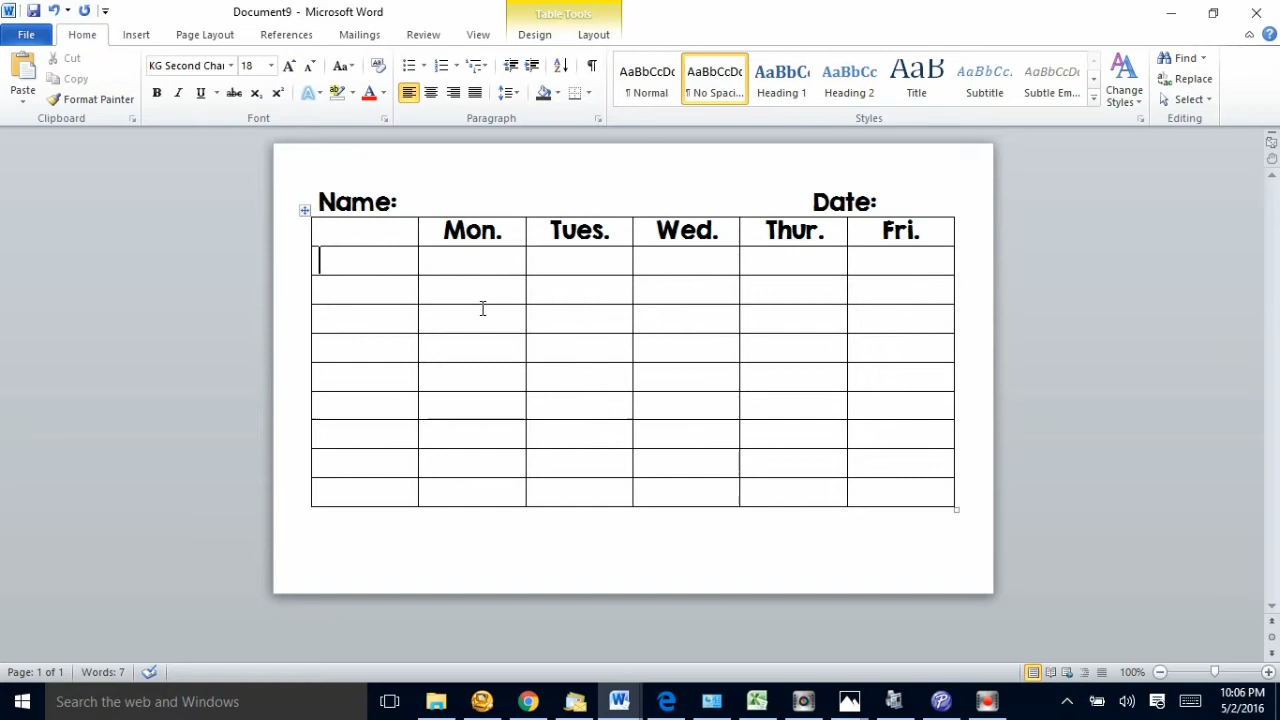 Document9 - Microsoft Word
Table Tools
File Home Insert Page Layout References Mailings Review View Design Layout
Paste
Cut
Copy
Format Painter
Clipboard
KG Second Chan 18
Font
Paragraph
AaBbCcDc AaBbCcDc AaBbC AaBbCc AaB AaBbCc. AaBbCcDc
¶ Normal ¶ No Spaci... Heading 1 Heading 2 Title Subtitle Subtle Em...
Change
Styles
Styles
Find
Replace
Select
Editing
Name: Date:
Mon. Tues. Wed. Thur. Fri.
Page: 1 of 1 Words: 7 100%
Search the web and Windows
10:06 PM
5/2/2016